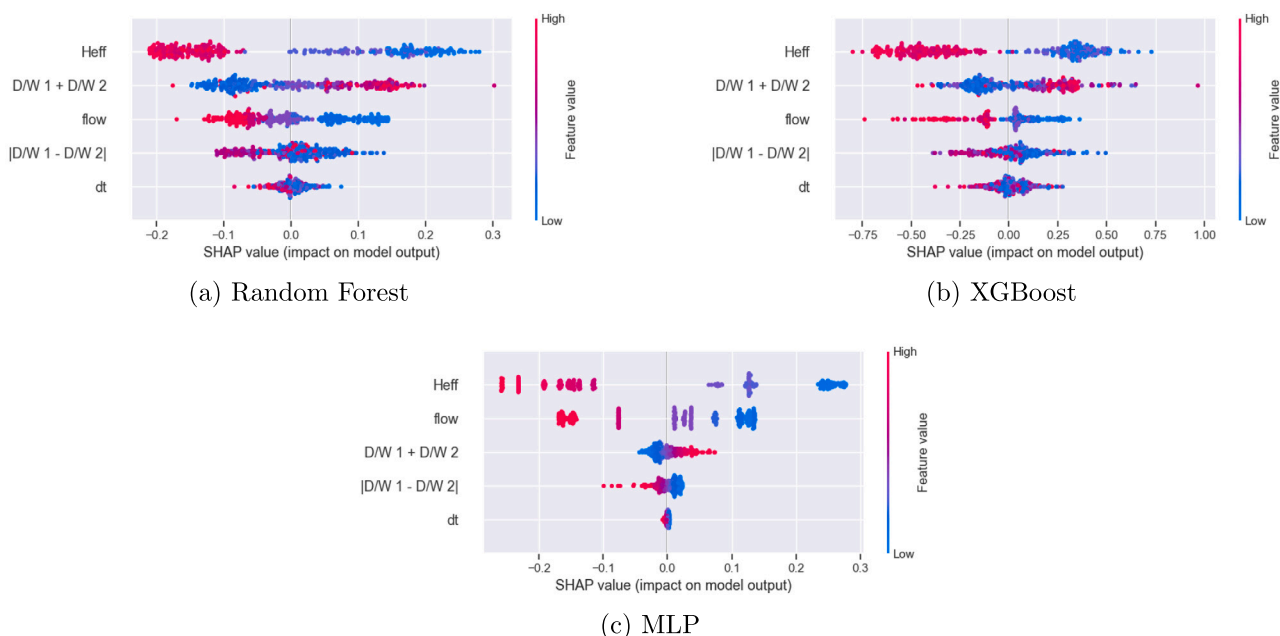 High
Heff
D/W 1 + D/W 2
flow
|D/W 1 - D/W 2|
dt
Feature value
Low
−0.2 −0.1 0.0 0.1 0.2 0.3
SHAP value (impact on model output)
(a) Random Forest
High
Heff
D/W 1 + D/W 2
flow
|D/W 1 - D/W 2|
dt
Feature value
Low
−0.75 −0.50 −0.25 0.00 0.25 0.50 0.75 1.00
SHAP value (impact on model output)
(b) XGBoost
High
Heff
flow
D/W 1 + D/W 2
|D/W 1 - D/W 2|
dt
Feature value
Low
−0.2 −0.1 0.0 0.1 0.2 0.3
SHAP value (impact on model output)
(c) MLP